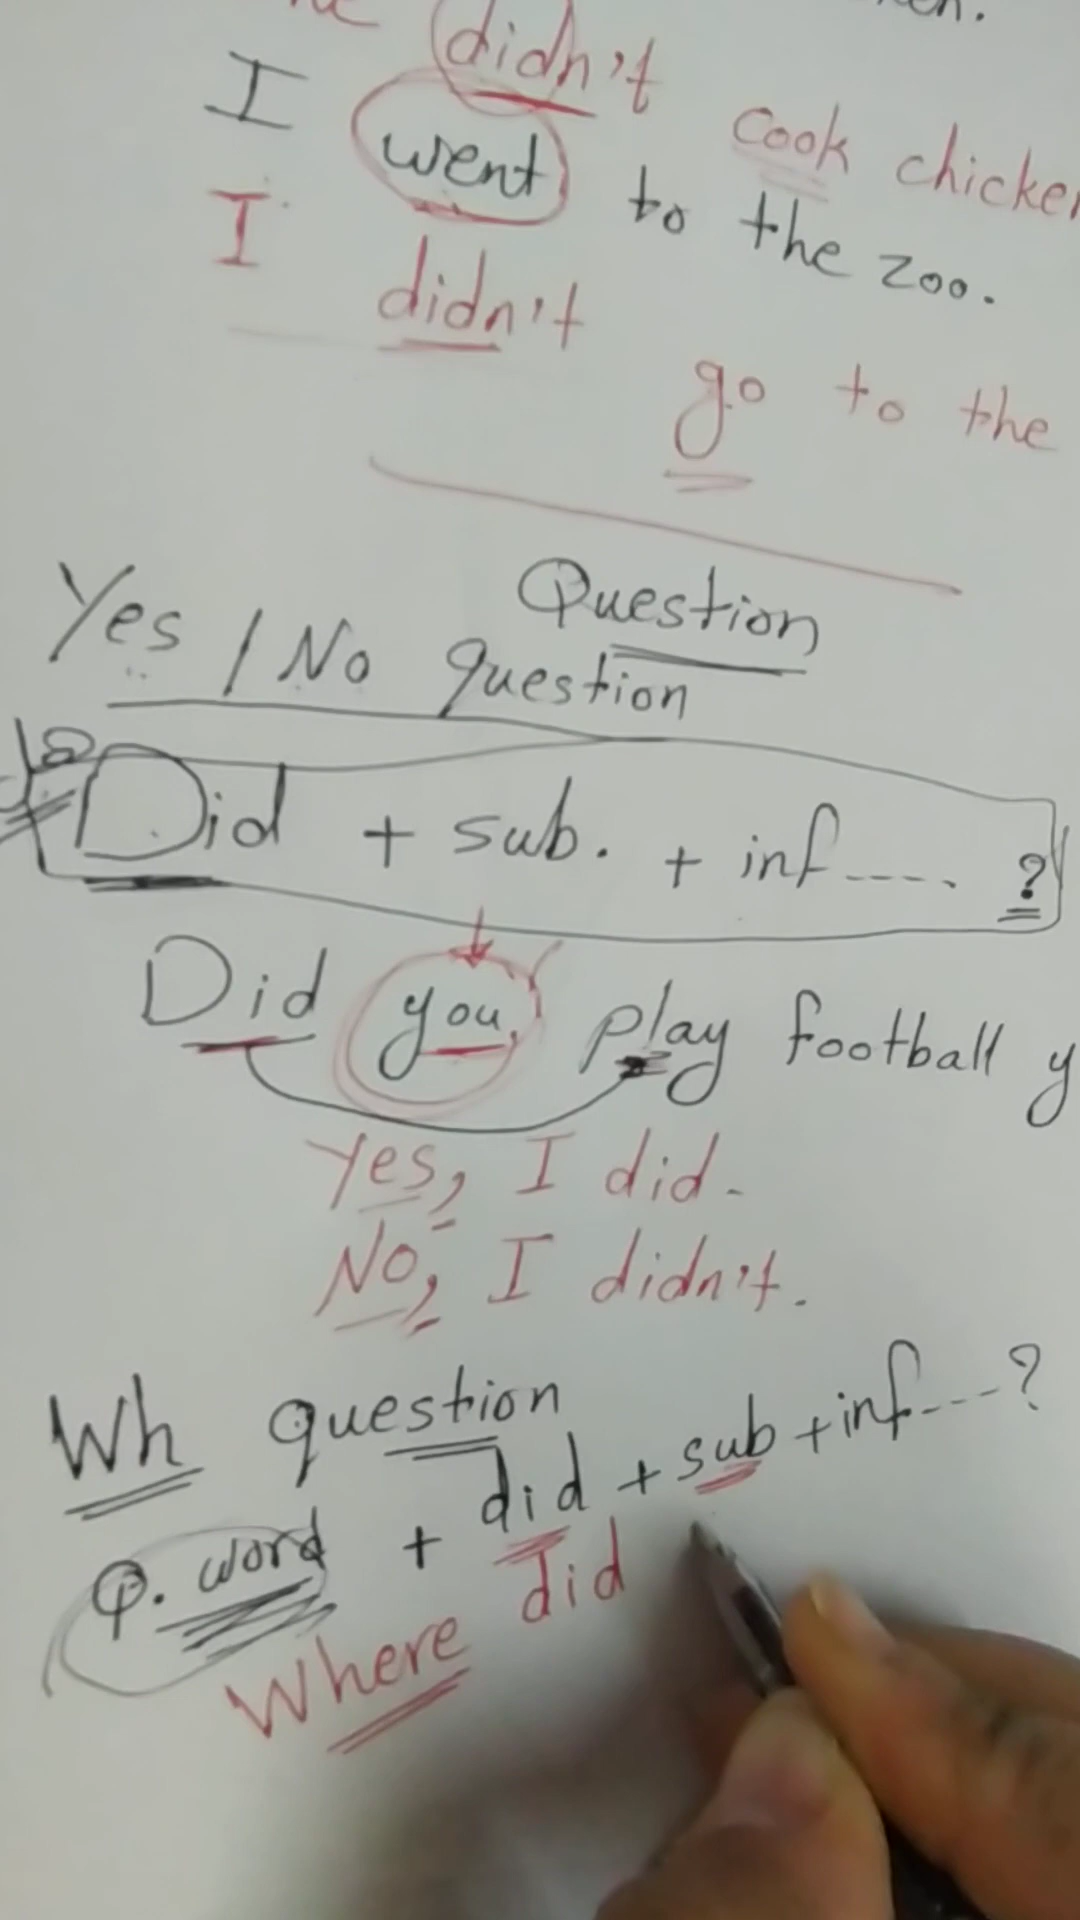 didn't cook chicken
I went to the zoo.
I didn't go to the
Question
Yes / No question
Did + sub. + inf ..... ?
Did you play football y
Yes, I did.
No, I didn't.
Wh question
Q. word + did + sub + inf ---- ?
Where did